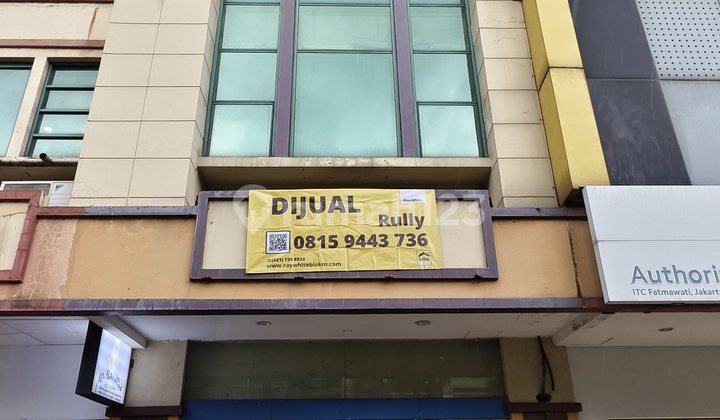 DIJUAL
Rully
0815 9443 736
www.raywhiteblokm.com
Authori
ITC Fatmawati, Jakart